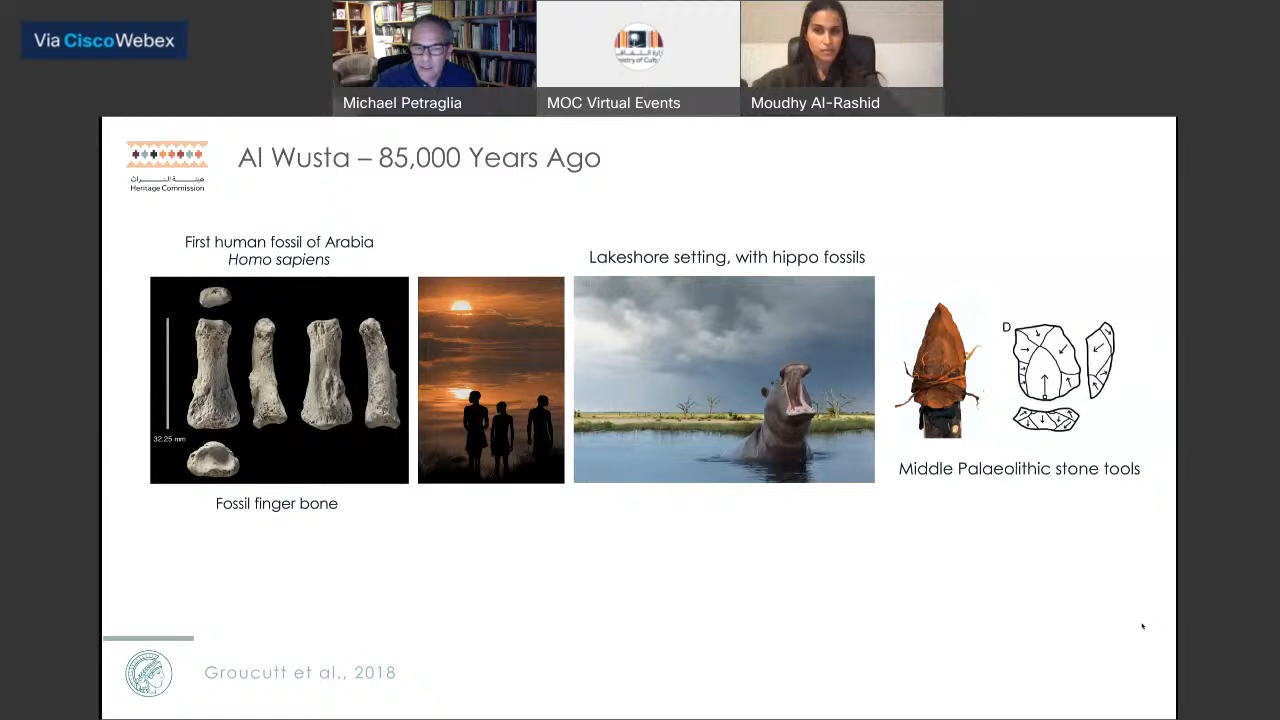 Via Cisco Webex
Michael Petraglia
MOC Virtual Events
Moudhy Al-Rashid
هيئة التراث
Heritage Commission
Al Wusta – 85,000 Years Ago
First human fossil of Arabia
Homo sapiens
Lakeshore setting, with hippo fossils
D
32.25 mm
Middle Palaeolithic stone tools
Fossil finger bone
Groucutt et al., 2018